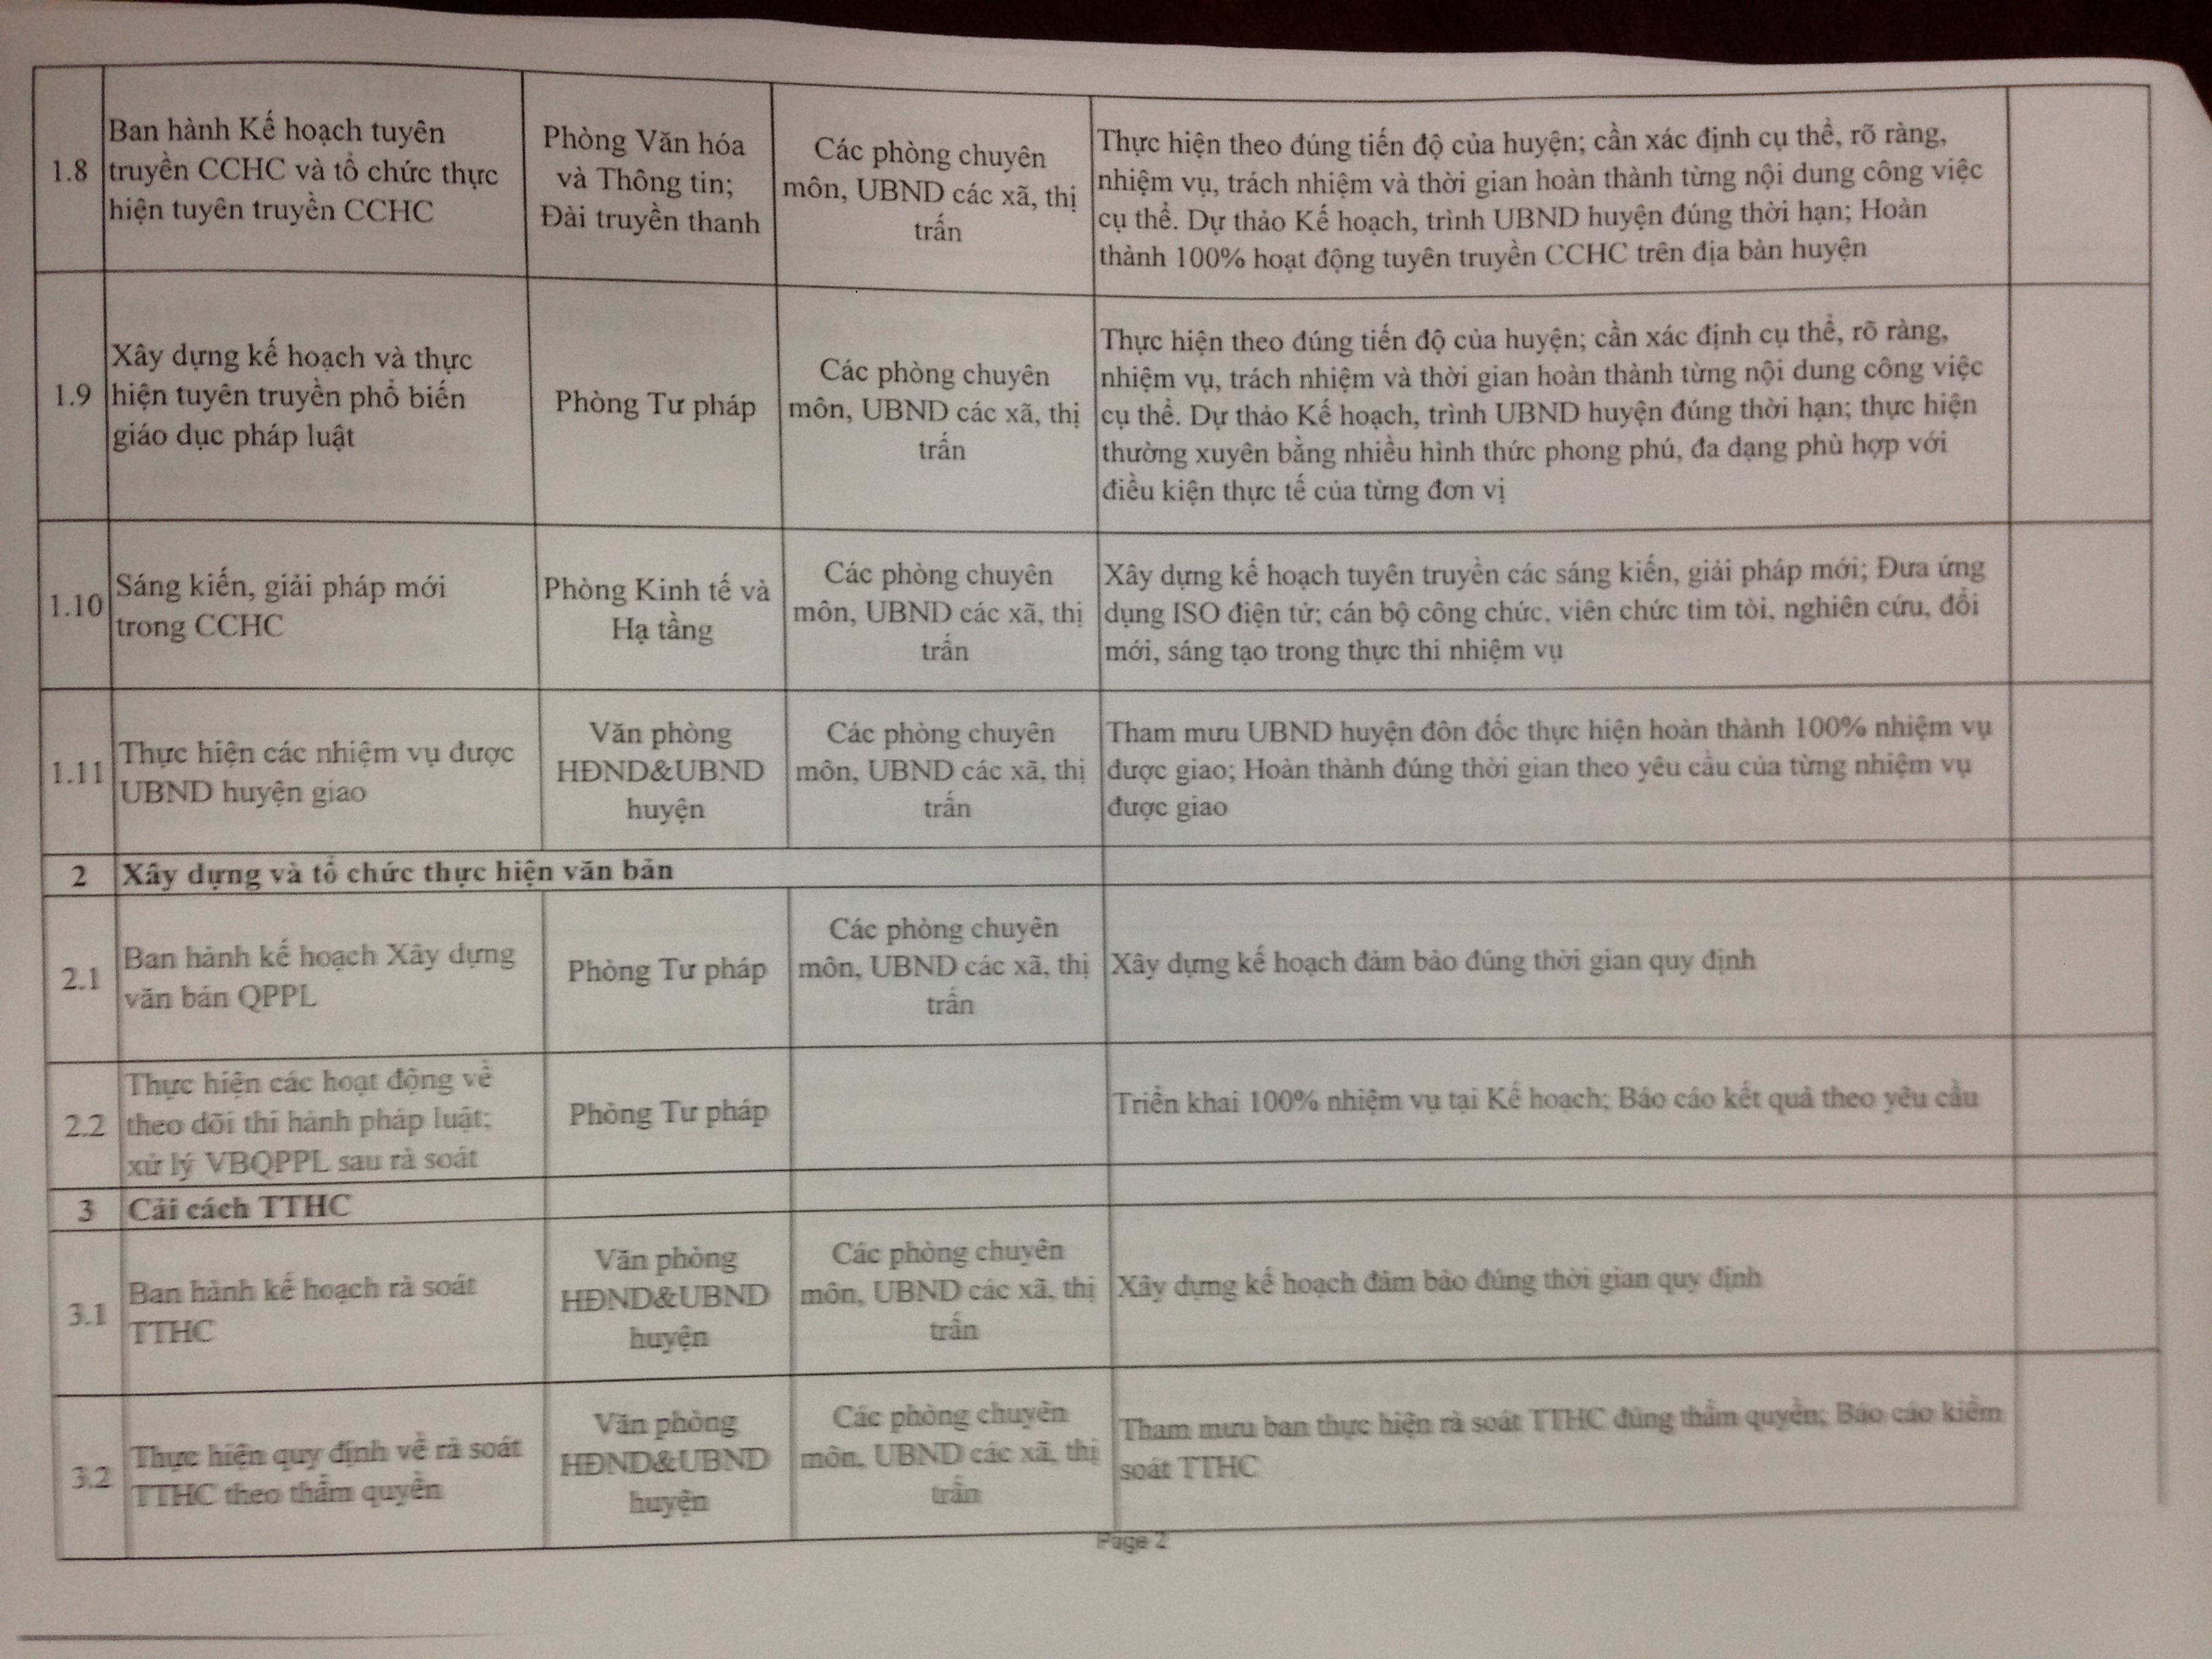 1.8
Ban hành Kế hoạch tuyên
truyền CCHC và tổ chức thực
hiện tuyên truyền CCHC
Phòng Văn hóa
và Thông tin;
Đài truyền thanh
Các phòng chuyên
môn, UBND các xã, thị
trấn
Thực hiện theo đúng tiến độ của huyện; cần xác định cụ thể, rõ ràng,
nhiệm vụ, trách nhiệm và thời gian hoàn thành từng nội dung công việc
cụ thể. Dự thảo Kế hoạch, trình UBND huyện đúng thời hạn; Hoàn
thành 100% hoạt động tuyên truyền CCHC trên địa bàn huyện
1.9
Xây dựng kế hoạch và thực
hiện tuyên truyền phổ biến
giáo dục pháp luật
Phòng Tư pháp
Các phòng chuyên
môn, UBND các xã, thị
trấn
Thực hiện theo đúng tiến độ của huyện; cần xác định cụ thể, rõ ràng,
nhiệm vụ, trách nhiệm và thời gian hoàn thành từng nội dung công việc
cụ thể. Dự thảo Kế hoạch, trình UBND huyện đúng thời hạn; thực hiện
thường xuyên bằng nhiều hình thức phong phú, đa dạng phù hợp với
điều kiện thực tế của từng đơn vị
1.10
Sáng kiến, giải pháp mới
trong CCHC
Phòng Kinh tế và
Hạ tầng
Các phòng chuyên
môn, UBND các xã, thị
trấn
Xây dựng kế hoạch tuyên truyền các sáng kiến, giải pháp mới; Đưa ứng
dụng ISO điện tử; cán bộ công chức, viên chức tìm tòi, nghiên cứu, đổi
mới, sáng tạo trong thực thi nhiệm vụ
1.11
Thực hiện các nhiệm vụ được
UBND huyện giao
Văn phòng
HĐND&UBND
huyện
Các phòng chuyên
môn, UBND các xã, thị
trấn
Tham mưu UBND huyện đôn đốc thực hiện hoàn thành 100% nhiệm vụ
được giao; Hoàn thành đúng thời gian theo yêu cầu của từng nhiệm vụ
được giao
2
Xây dựng và tổ chức thực hiện văn bản
2.1
Ban hành kế hoạch Xây dựng
văn bản QPPL
Phòng Tư pháp
Các phòng chuyên
môn, UBND các xã, thị
trấn
Xây dựng kế hoạch đảm bảo đúng thời gian quy định
2.2
Thực hiện các hoạt động về
theo dõi thi hành pháp luật;
xử lý VBQPPL sau rà soát
Phòng Tư pháp
Triển khai 100% nhiệm vụ tại Kế hoạch; Báo cáo kết quả theo yêu cầu
3
Cải cách TTHC
3.1
Ban hành kế hoạch rà soát
TTHC
Văn phòng
HĐND&UBND
huyện
Các phòng chuyên
môn, UBND các xã, thị
trấn
Xây dựng kế hoạch đảm bảo đúng thời gian quy định
3.2
Thực hiện quy định về rà soát
TTHC theo thẩm quyền
Văn phòng
HĐND&UBND
huyện
Các phòng chuyên
môn, UBND các xã, thị
trấn
Tham mưu ban thực hiện rà soát TTHC đúng thẩm quyền; Báo cáo kiểm
soát TTHC
Page 2